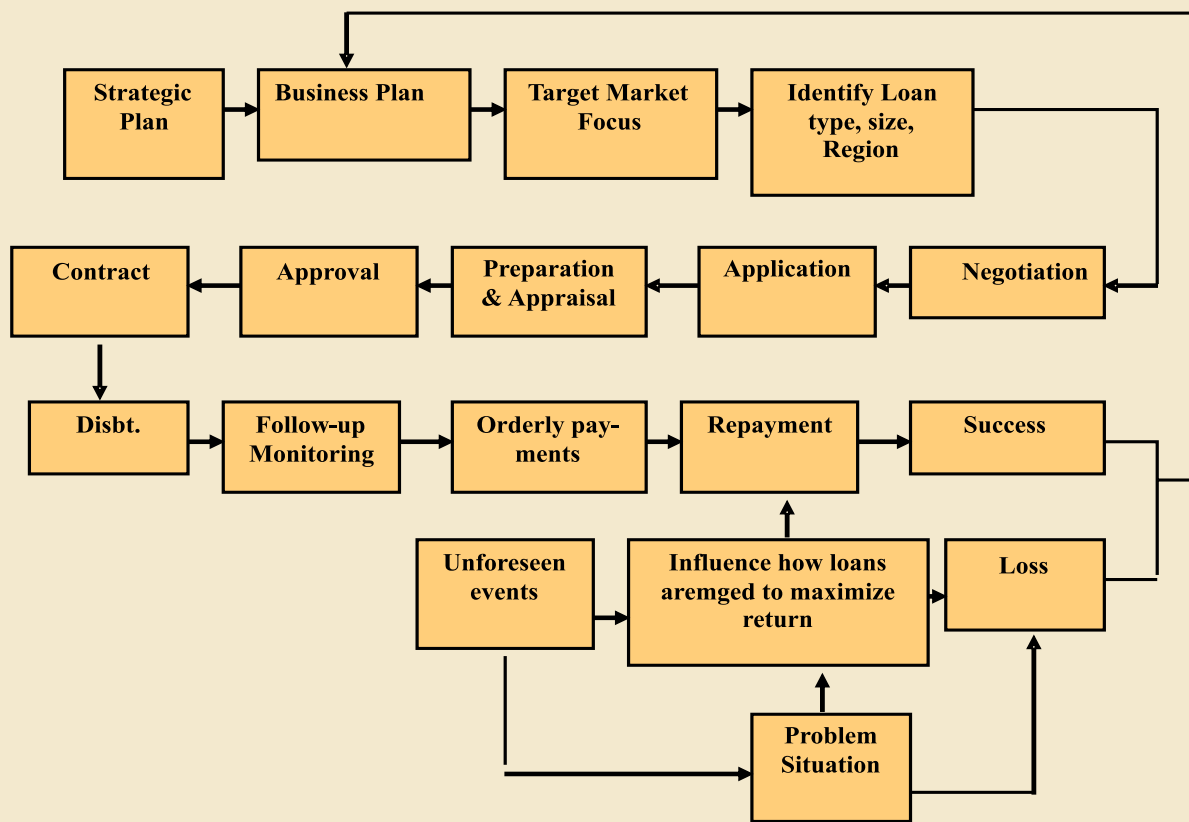 Strategic
Plan
Business Plan
Target Market
Focus
Identify Loan
type, size,
Region
Contract
Approval
Preparation
& Appraisal
Application
Negotiation
Disbt.
Follow-up
Monitoring
Orderly pay-
ments
Repayment
Success
Unforeseen
events
Influence how loans
aremged to maximize
return
Loss
Problem
Situation